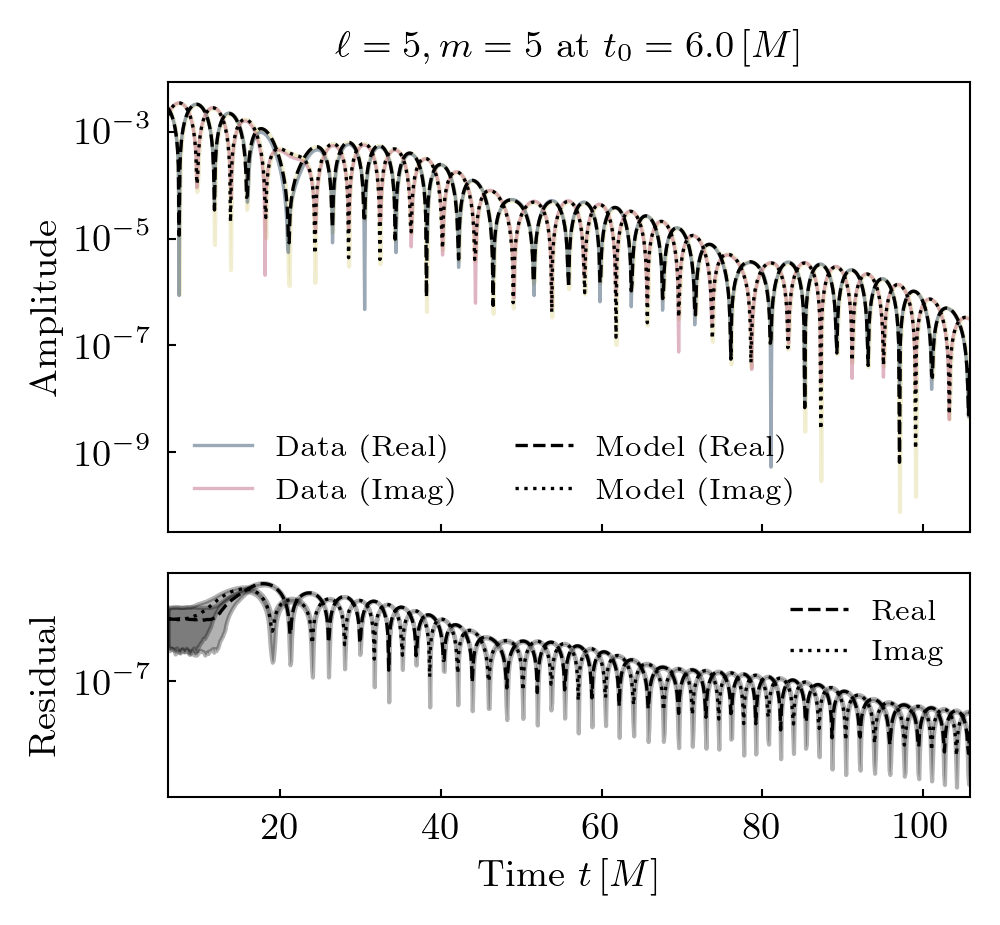 ℓ = 5, m = 5 at t₀ = 6.0 [M]
Amplitude
10⁻³
10⁻⁵
10⁻⁷
10⁻⁹
Data (Real)
Data (Imag)
Model (Real)
Model (Imag)
Residual
10⁻⁷
Real
Imag
20 40 60 80 100
Time t [M]